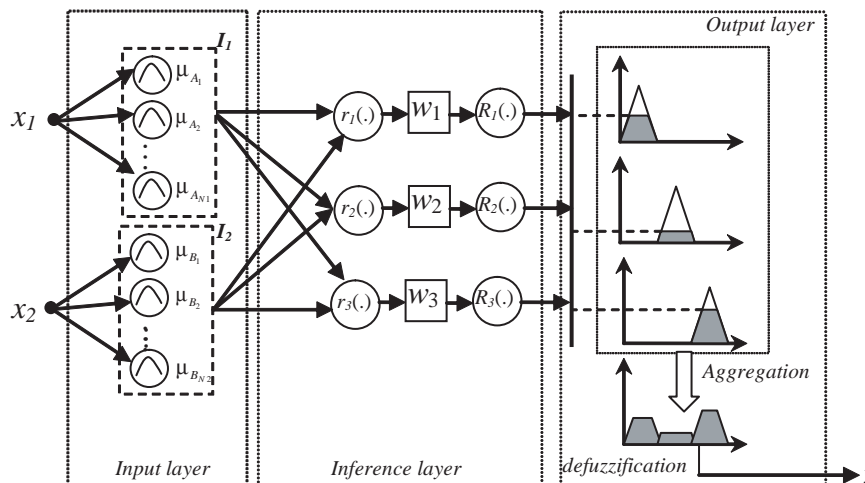 Output layer
I1
μA1
x1
μA2
μAN1
r1(.)
w1
R1(.)
I2
μB1
r2(.)
w2
R2(.)
x2
μB2
r3(.)
w3
R3(.)
μBN2
Aggregation
Input layer
Inference layer
defuzzification